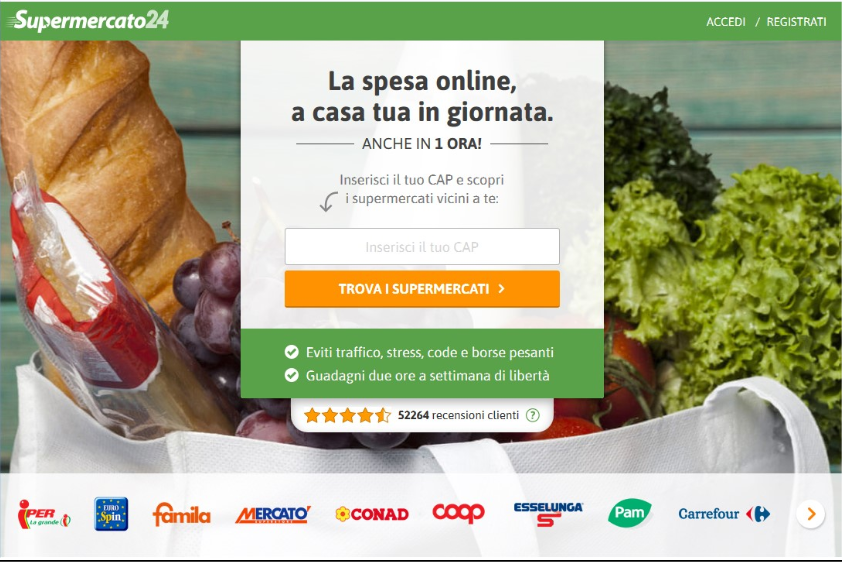 Supermercato24
ACCEDI / REGISTRATI
La spesa online,
a casa tua in giornata.
ANCHE IN 1 ORA!
Inserisci il tuo CAP e scopri
i supermercati vicini a te:
Inserisci il tuo CAP
TROVA I SUPERMERCATI
Eviti traffico, stress, code e borse pesanti
Guadagni due ore a settimana di libertà
52264 recensioni clienti ?
iPER La grande i
EURO Spin
famila
MERCATO'
CONAD
coop
ESSELUNGA
Pam
Carrefour